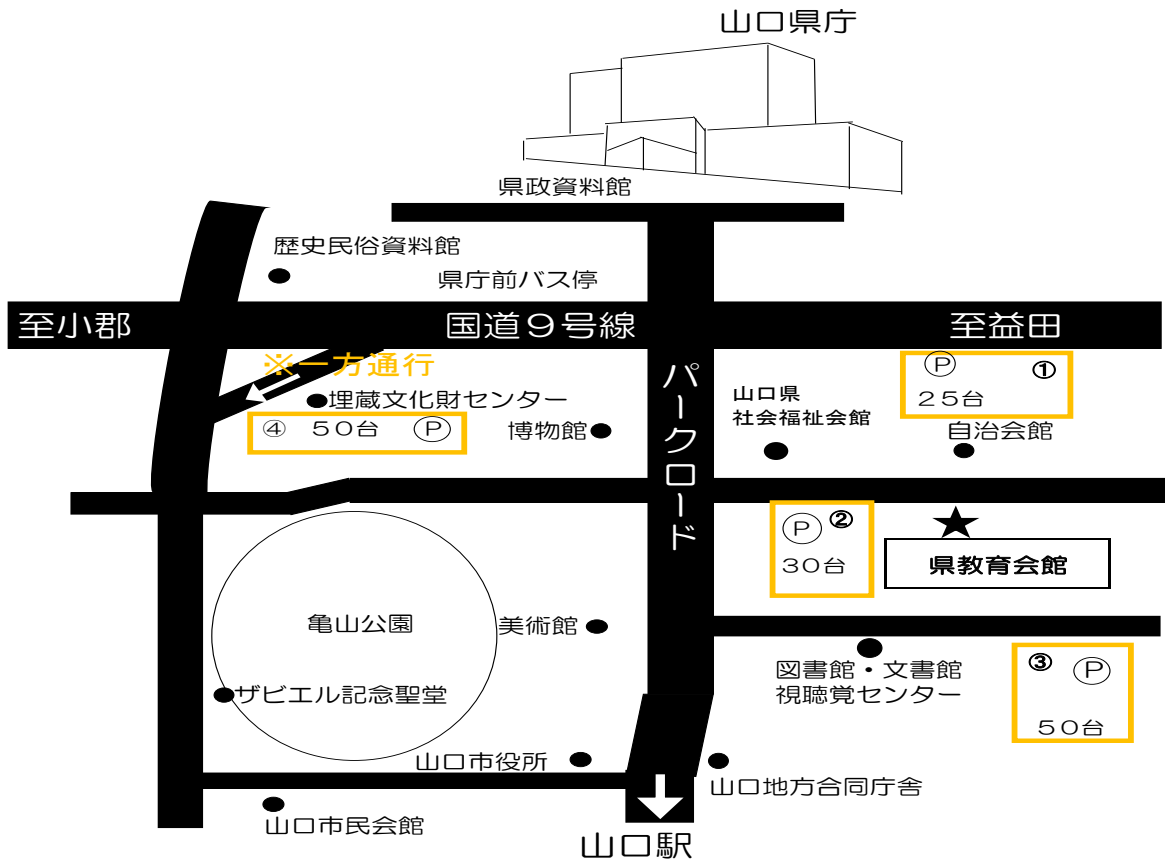 山口県庁
県政資料館
歴史民俗資料館
県庁前バス停
至小郡
国道９号線
至益田
※一方通行
パークロード
Ⓟ ①
２５台
山口県
社会福祉会館
埋蔵文化財センター
④ ５０台 Ⓟ
博物館
自治会館
Ⓟ ②
３０台
★
県教育会館
亀山公園
美術館
図書館・文書館
視聴覚センター
③ Ⓟ
５０台
ザビエル記念聖堂
山口市役所
山口地方合同庁舎
山口市民会館
山口駅